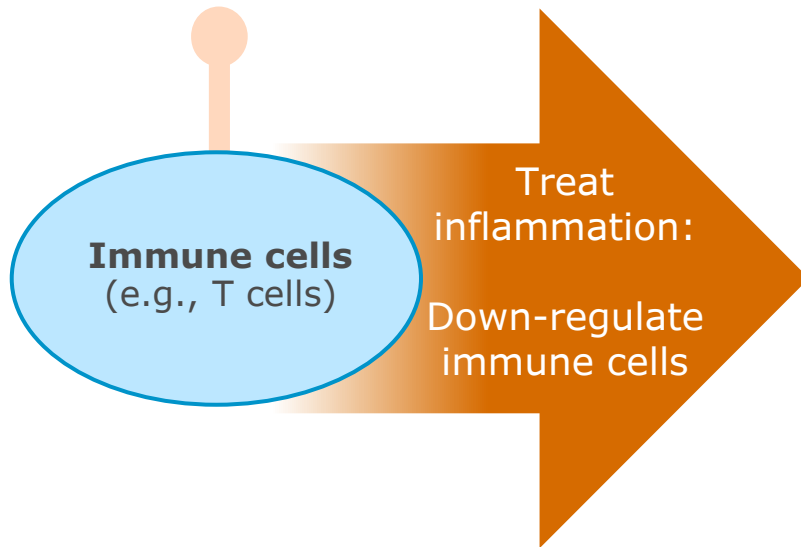 Immune cells
(e.g., T cells)
Treat
inflammation:
Down-regulate
immune cells